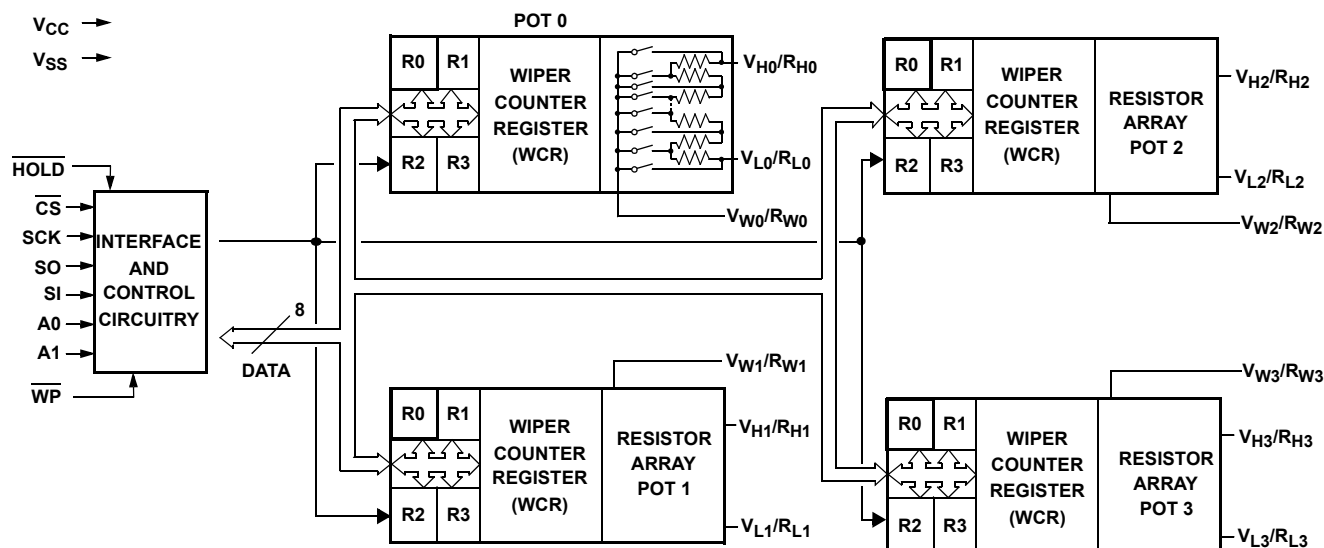 VCC
VSS
HOLD
CS
SCK
SO
SI
A0
A1
WP
INTERFACE
AND
CONTROL
CIRCUITRY
8
DATA
POT 0
R0 R1
R2 R3
WIPER
COUNTER
REGISTER
(WCR)
VH0/RH0
VL0/RL0
VW0/RW0
R0 R1
R2 R3
WIPER
COUNTER
REGISTER
(WCR)
RESISTOR
ARRAY
POT 2
VH2/RH2
VL2/RL2
VW2/RW2
R0 R1
R2 R3
WIPER
COUNTER
REGISTER
(WCR)
RESISTOR
ARRAY
POT 1
VW1/RW1
VH1/RH1
VL1/RL1
R0 R1
R2 R3
WIPER
COUNTER
REGISTER
(WCR)
RESISTOR
ARRAY
POT 3
VW3/RW3
VH3/RH3
VL3/RL3